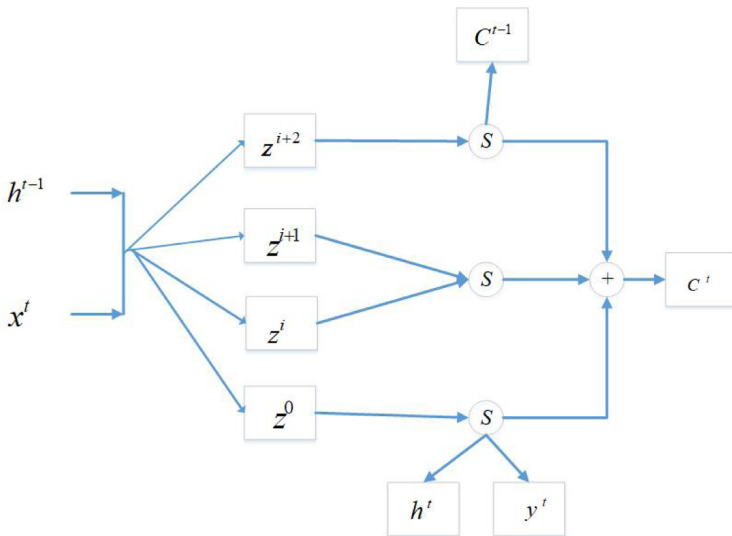 C^{t-1}
z^{i+2}
S
h^{t-1}
z^{i+1}
S
+
C^t
x^t
z^i
z^0
S
h^t
y^t